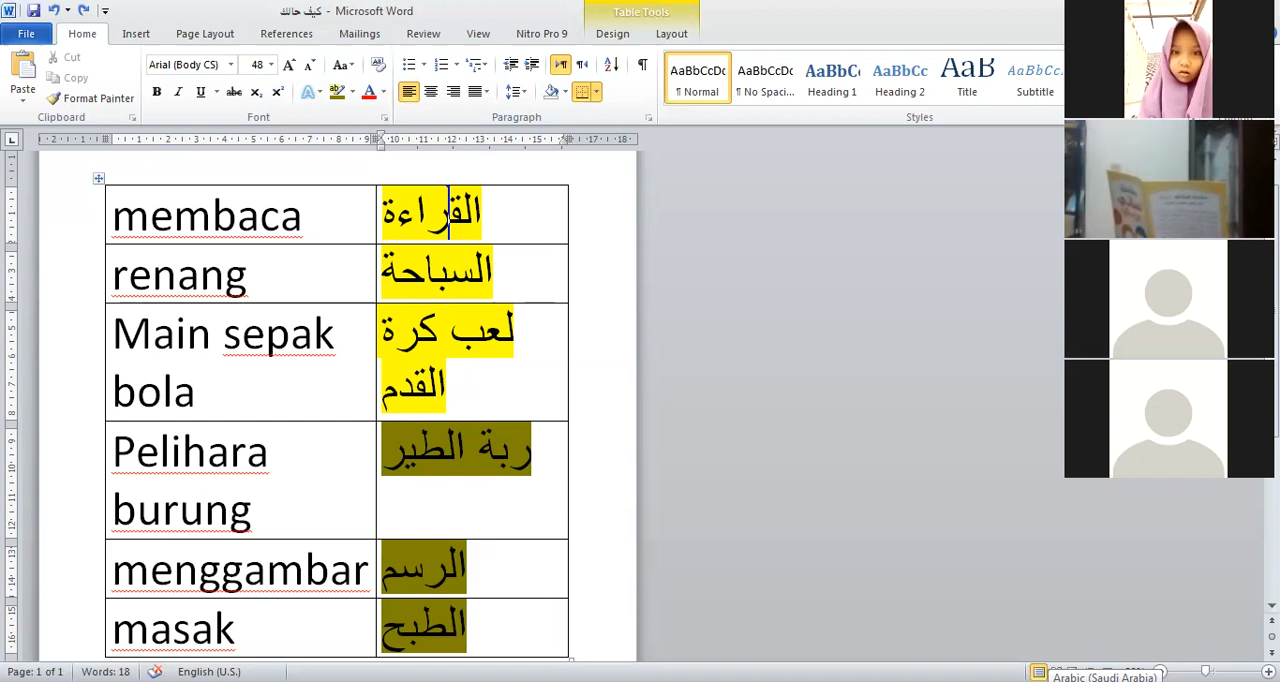 كيف حالك - Microsoft Word
Table Tools
File Home Insert Page Layout References Mailings Review View Nitro Pro 9 Design Layout
Paste
Cut
Copy
Format Painter
Clipboard
Arial (Body CS) 48
Font
Paragraph
AaBbCcDc AaBbCcDc AaBbCc AaBbCc AaB AaBbCc
¶ Normal ¶ No Spaci... Heading 1 Heading 2 Title Subtitle
Styles
membaca القراءة
renang السباحة
Main sepak لعب كرة
bola القدم
Pelihara ربة الطير
burung
menggambar الرسم
masak الطبح
Page: 1 of 1 Words: 18 English (U.S.)
Arabic (Saudi Arabia)